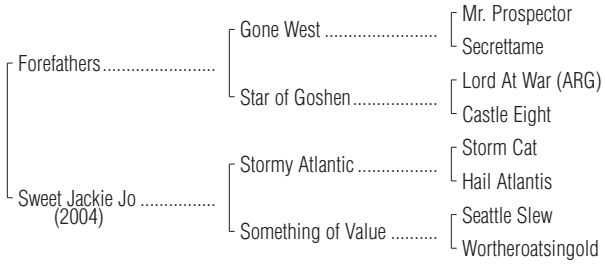 Mr. Prospector
Gone West
Secrettame
Forefathers
Lord At War (ARG)
Star of Goshen
Castle Eight
Storm Cat
Stormy Atlantic
Hail Atlantis
Sweet Jackie Jo
(2004)
Seattle Slew
Something of Value
Wortheroatsingold